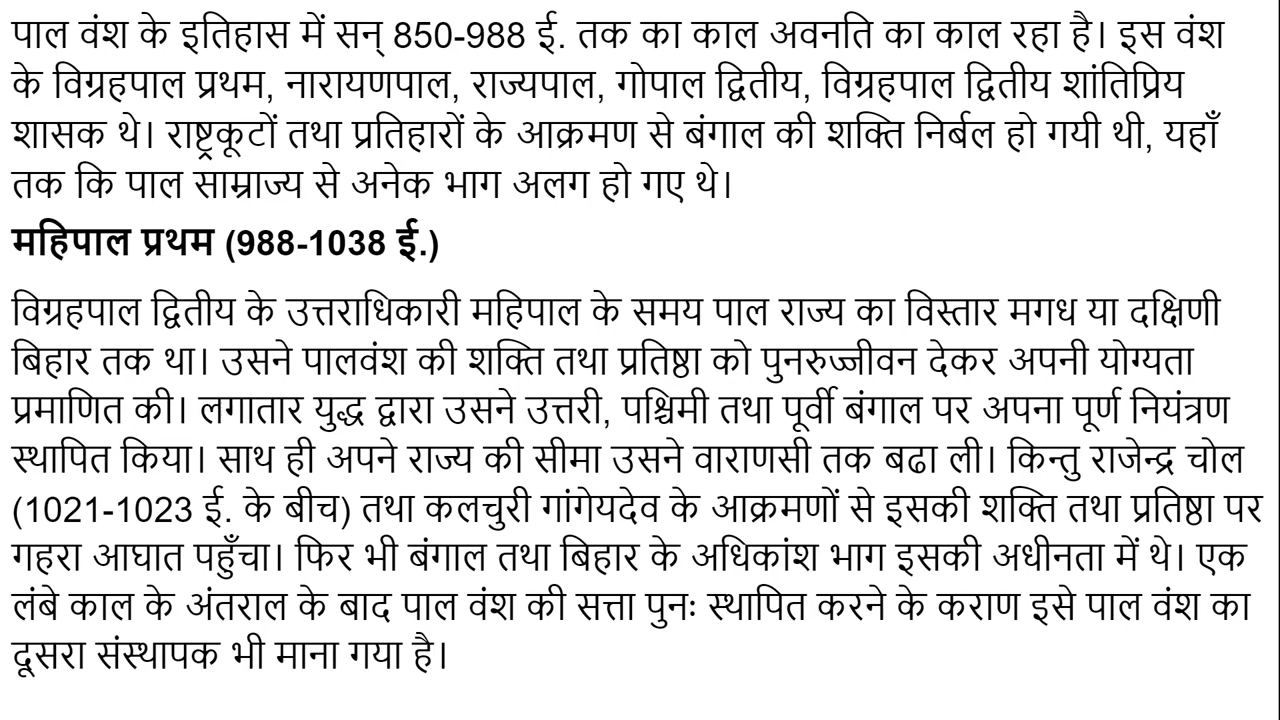 पाल वंश के इतिहास में सन् 850-988 ई. तक का काल अवनति का काल रहा है। इस वंश
के विग्रहपाल प्रथम, नारायणपाल, राज्यपाल, गोपाल द्वितीय, विग्रहपाल द्वितीय शांतिप्रिय
शासक थे। राष्ट्रकूटों तथा प्रतिहारों के आक्रमण से बंगाल की शक्ति निर्बल हो गयी थी, यहाँ
तक कि पाल साम्राज्य से अनेक भाग अलग हो गए थे।
महिपाल प्रथम (988-1038 ई.)
विग्रहपाल द्वितीय के उत्तराधिकारी महिपाल के समय पाल राज्य का विस्तार मगध या दक्षिणी
बिहार तक था। उसने पालवंश की शक्ति तथा प्रतिष्ठा को पुनरुज्जीवन देकर अपनी योग्यता
प्रमाणित की। लगातार युद्ध द्वारा उसने उत्तरी, पश्चिमी तथा पूर्वी बंगाल पर अपना पूर्ण नियंत्रण
स्थापित किया। साथ ही अपने राज्य की सीमा उसने वाराणसी तक बढा ली। किन्तु राजेन्द्र चोल
(1021-1023 ई. के बीच) तथा कलचुरी गांगेयदेव के आक्रमणों से इसकी शक्ति तथा प्रतिष्ठा पर
गहरा आघात पहुँचा। फिर भी बंगाल तथा बिहार के अधिकांश भाग इसकी अधीनता में थे। एक
लंबे काल के अंतराल के बाद पाल वंश की सत्ता पुनः स्थापित करने के कराण इसे पाल वंश का
दूसरा संस्थापक भी माना गया है।